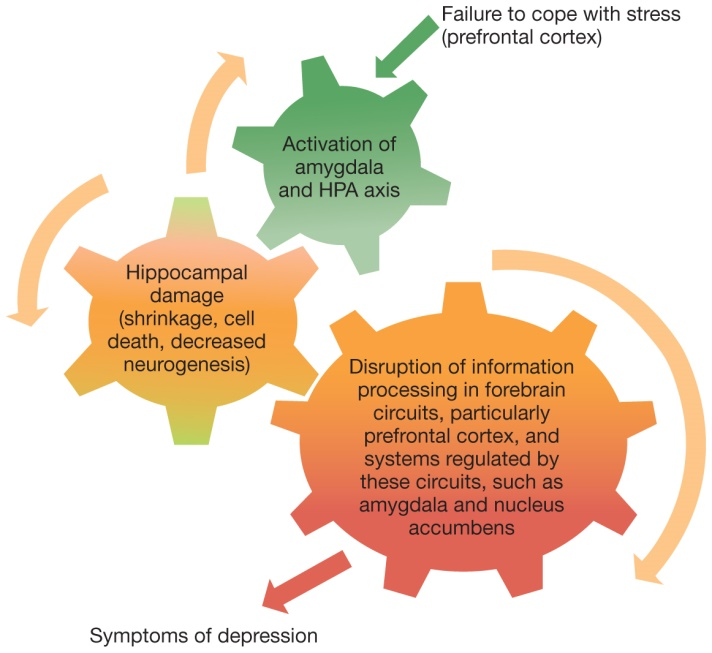 Failure to cope with stress
(prefrontal cortex)
Activation of
amygdala
and HPA axis
Hippocampal
damage
(shrinkage, cell
death, decreased
neurogenesis)
Disruption of information
processing in forebrain
circuits, particularly
prefrontal cortex, and
systems regulated by
these circuits, such as
amygdala and nucleus
accumbens
Symptoms of depression